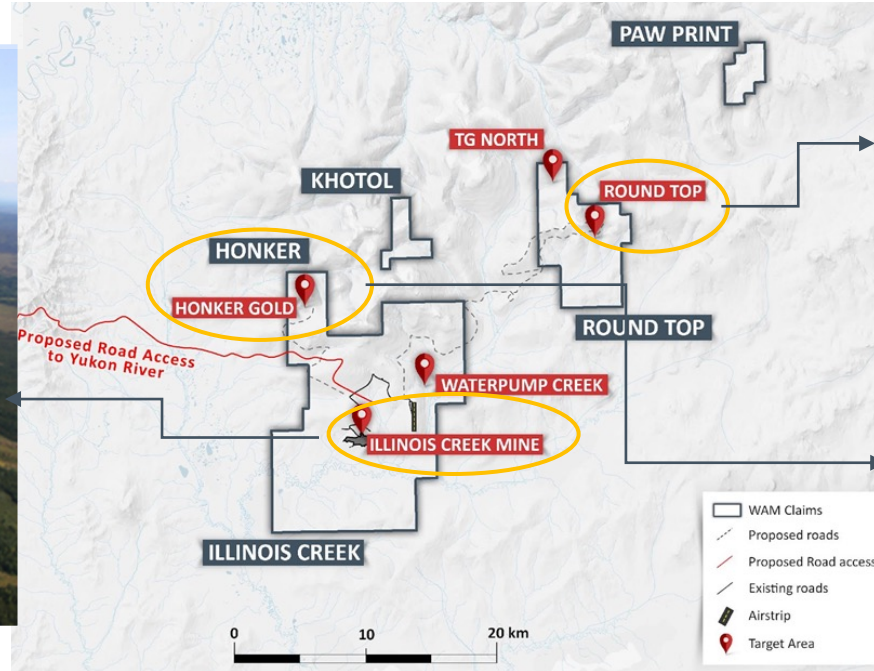 PAW PRINT
TG NORTH
ROUND TOP
KHOTOL
HONKER
HONKER GOLD
ROUND TOP
Proposed Road Access
to Yukon River
WATERPUMP CREEK
ILLINOIS CREEK MINE
ILLINOIS CREEK
WAM Claims
Proposed roads
Proposed Road access
Existing roads
Airstrip
Target Area
0 10 20 km